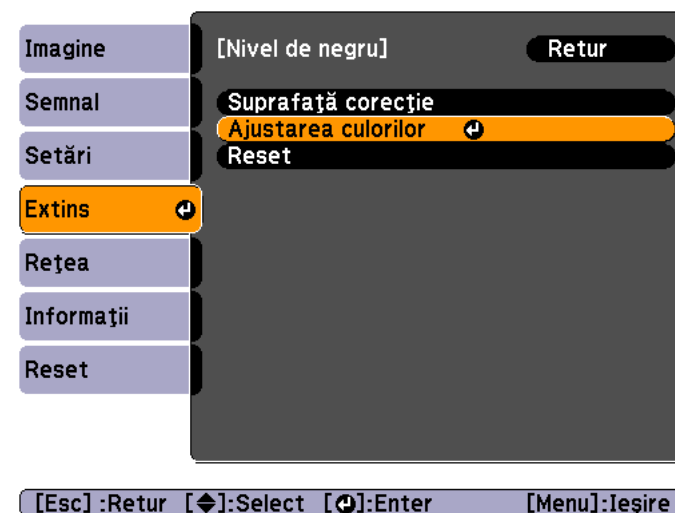 Imagine
Semnal
Setări
Extins
Reţea
Informaţii
Reset
[Nivel de negru] Retur
Suprafaţă corecţie
Ajustarea culorilor
Reset
[Esc] :Retur [◆]:Select [↵]:Enter [Menu]:Ieşire